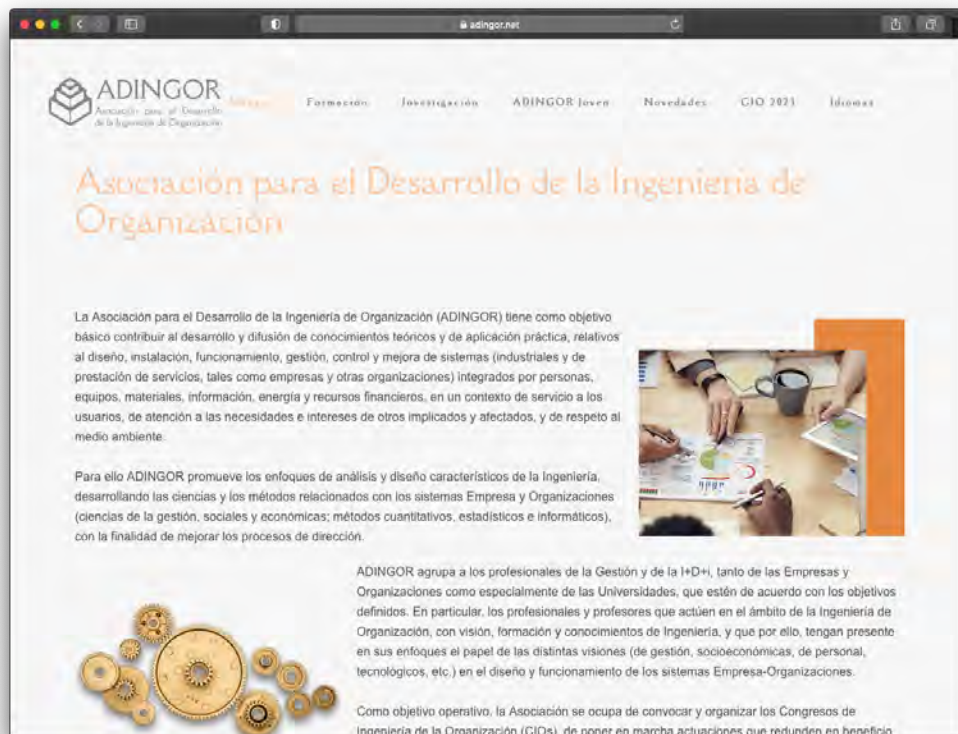 adingor.net
ADINGOR
Asociación para el Desarrollo
de la Ingeniería de Organización
Formación Investigación ADINGOR Joven Novedades CIO 2021 Idiomas
Asociación para el Desarrollo de la Ingeniería de
Organización
La Asociación para el Desarrollo de la Ingeniería de Organización (ADINGOR) tiene como objetivo
básico contribuir al desarrollo y difusión de conocimientos teóricos y de aplicación práctica, relativos
al diseño, instalación, funcionamiento, gestión, control y mejora de sistemas (industriales y de
prestación de servicios, tales como empresas y otras organizaciones) integrados por personas,
equipos, materiales, información, energía y recursos financieros, en un contexto de servicio a los
usuarios, de atención a las necesidades e intereses de otros implicados y afectados, y de respeto al
medio ambiente.
Para ello ADINGOR promueve los enfoques de análisis y diseño característicos de la Ingeniería,
desarrollando las ciencias y los métodos relacionados con los sistemas Empresa y Organizaciones
(ciencias de la gestión, sociales y económicas; métodos cuantitativos, estadísticos e informáticos),
con la finalidad de mejorar los procesos de dirección.
ADINGOR agrupa a los profesionales de la Gestión y de la I+D+i, tanto de las Empresas y
Organizaciones como especialmente de las Universidades, que estén de acuerdo con los objetivos
definidos. En particular, los profesionales y profesores que actúen en el ámbito de la Ingeniería de
Organización, con visión, formación y conocimientos de Ingeniería, y que por ello, tengan presente
en sus enfoques el papel de las distintas visiones (de gestión, socioeconómicas, de personal,
tecnológicos, etc.) en el diseño y funcionamiento de los sistemas Empresa-Organizaciones.
Como objetivo operativo, la Asociación se ocupa de convocar y organizar los Congresos de
Ingeniería de la Organización (CIOs), de poner en marcha actuaciones que redunden en beneficio